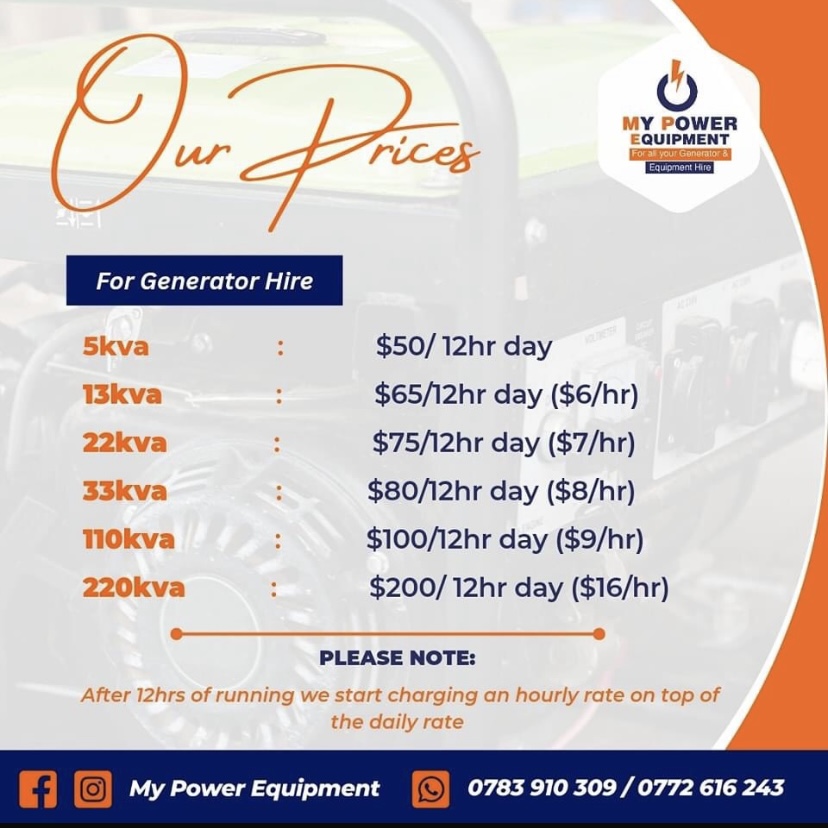 Our Prices
MY POWER
EQUIPMENT
For all your Generator &
Equipment Hire
For Generator Hire
5kva : $50/ 12hr day
13kva : $65/12hr day ($6/hr)
22kva : $75/12hr day ($7/hr)
33kva : $80/12hr day ($8/hr)
110kva : $100/12hr day ($9/hr)
220kva : $200/ 12hr day ($16/hr)
PLEASE NOTE:
After 12hrs of running we start charging an hourly rate on top of
the daily rate
My Power Equipment 0783 910 309 / 0772 616 243
VOLTMETER